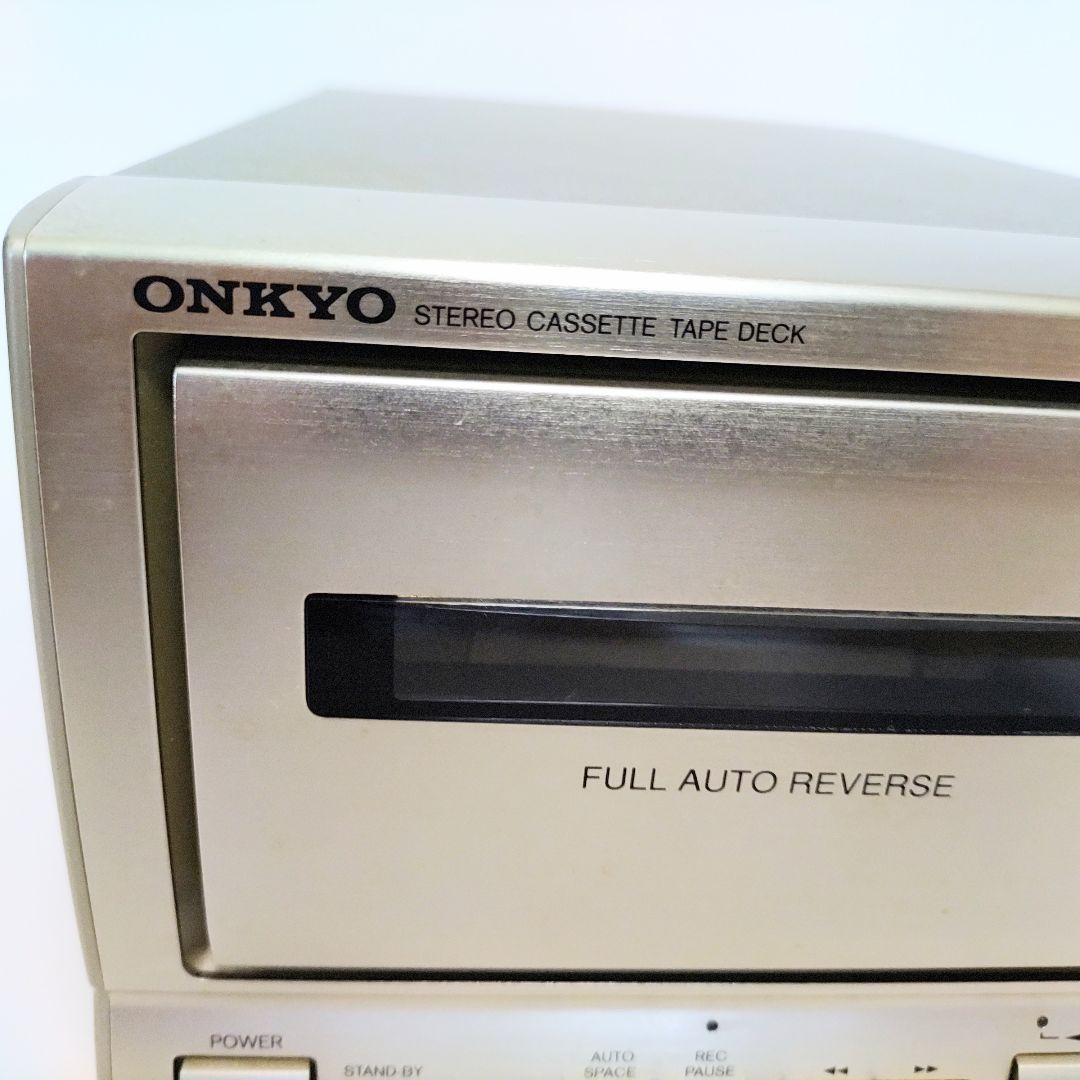 ONKYO STEREO CASSETTE TAPE DECK
FULL AUTO REVERSE
POWER
STAND-BY
AUTO
SPACE
REC
PAUSE